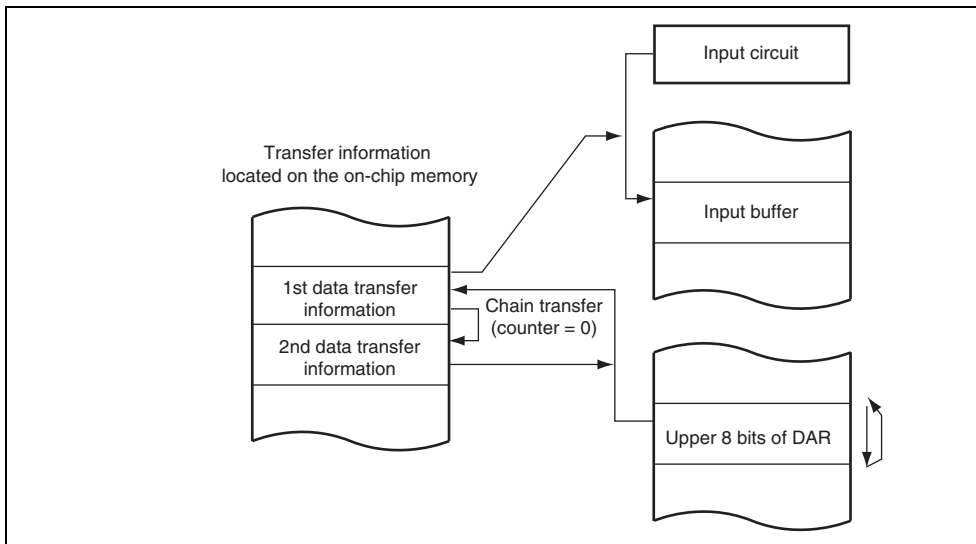 Input circuit
Transfer information
located on the on-chip memory
Input buffer
1st data transfer
information
Chain transfer
(counter = 0)
2nd data transfer
information
Upper 8 bits of DAR